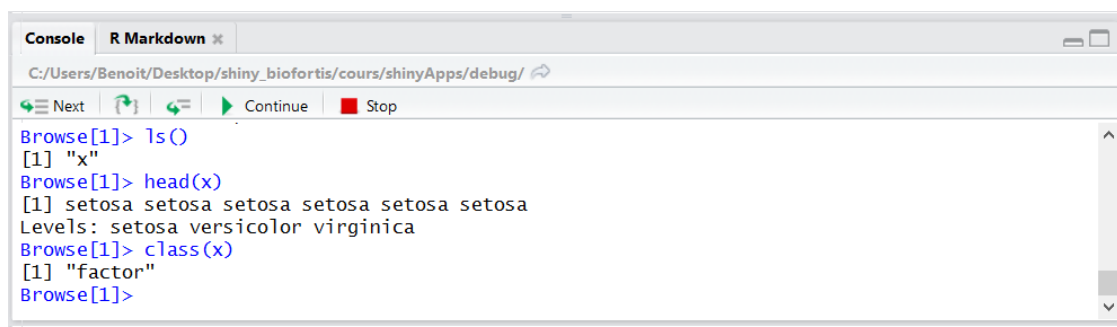 Console R Markdown
C:/Users/Benoit/Desktop/shiny_biofortis/cours/shinyApps/debug/
Next Continue Stop
Browse[1]> ls()
[1] "x"
Browse[1]> head(x)
[1] setosa setosa setosa setosa setosa setosa
Levels: setosa versicolor virginica
Browse[1]> class(x)
[1] "factor"
Browse[1]>